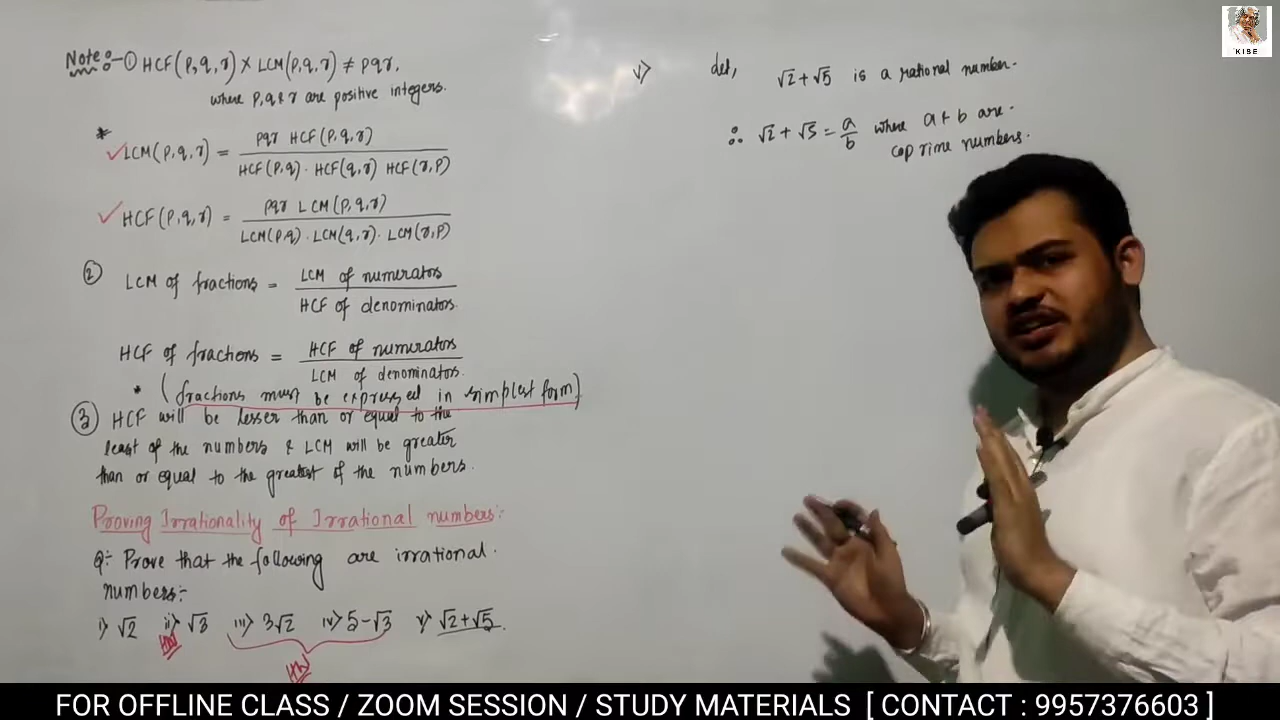 Note:- ① HCF(p,q,r) × LCM(p,q,r) ≠ pqr,
where p,q & r are positive integers.
* ✓ LCM(p,q,r) = pqr HCF(p,q,r) / HCF(p,q) · HCF(q,r) HCF(r,p)
✓ HCF(p,q,r) = pqr LCM(p,q,r) / LCM(p,q) · LCM(q,r) · LCM(r,p)
② LCM of fractions = LCM of numerators / HCF of denominators.
HCF of fractions = HCF of numerators / LCM of denominators.
* (fractions must be expressed in simplest form)
③ HCF will be lesser than or equal to the
least of the numbers & LCM will be greater
than or equal to the greatest of the numbers.
Proving Irrationality of Irrational numbers:-
Q:- Prove that the following are irrational
numbers:-
i) √2 ii) √3 iii) 3√2 iv) 5-√3 v) √2+√5.
HW
HW
v) let, √2+√5 is a rational number.
∴ √2+√5 = a/b where a & b are
coprime numbers.
KISE
FOR OFFLINE CLASS / ZOOM SESSION / STUDY MATERIALS [ CONTACT : 9957376603 ]